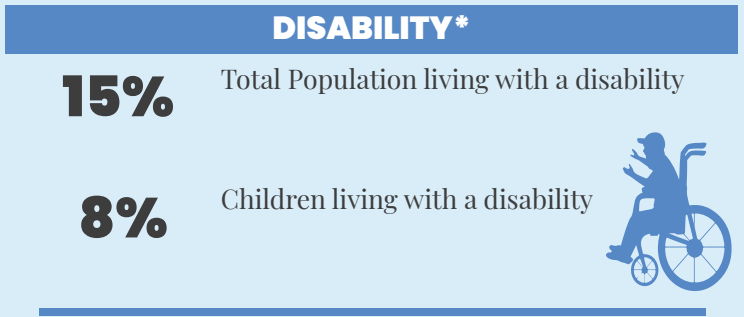 DISABILITY*
15% Total Population living with a disability
8% Children living with a disability